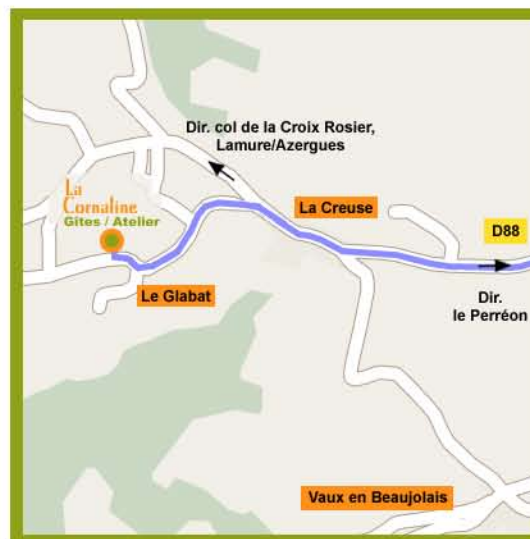 Dir. col de la Croix Rosier,
Lamure/Azergues
La
Cornaline
Gîtes / Atelier
La Creuse
D88
Le Glabat
Dir.
le Perréon
Vaux en Beaujolais